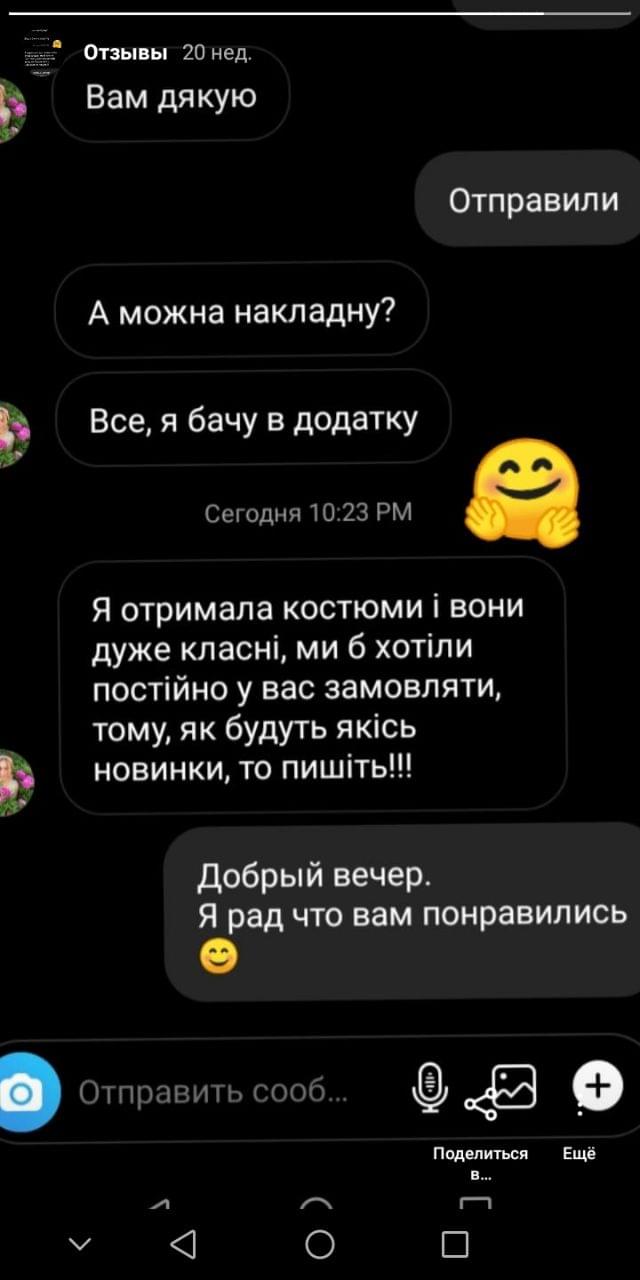 Отзывы 20 нед.
Вам дякую
Отправили
А можна накладну?
Все, я бачу в додатку
Сегодня 10:23 PM
Я отримала костюми і вони
дуже класні, ми б хотіли
постійно у вас замовляти,
тому, як будуть якісь
новинки, то пишіть!!!
Добрый вечер.
Я рад что вам понравились
😊
Отправить сооб...
Поделиться
в...
Ещё